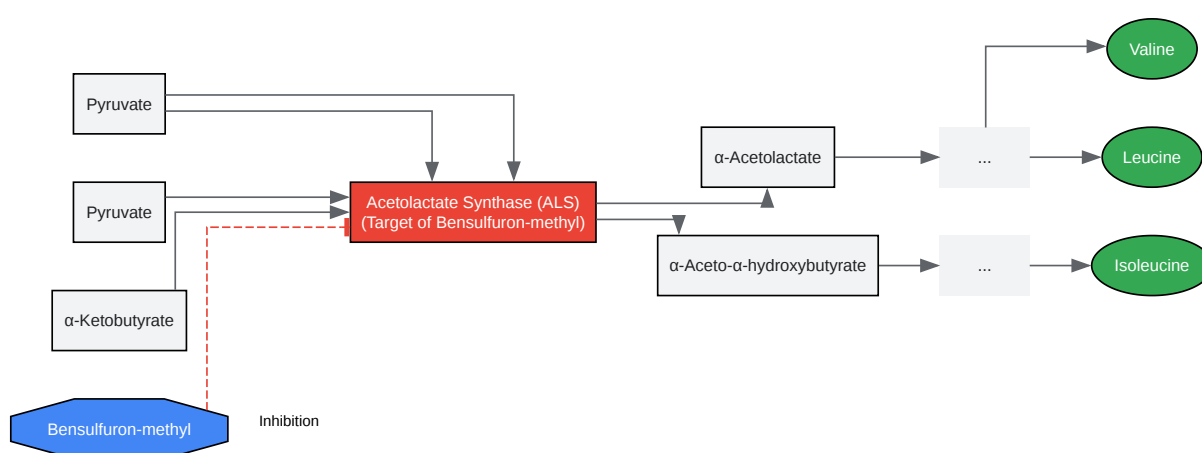 Valine
Pyruvate
α-Acetolactate
...
Leucine
Pyruvate
Acetolactate Synthase (ALS)
(Target of Bensulfuron-methyl)
α-Aceto-α-hydroxybutyrate
...
Isoleucine
α-Ketobutyrate
Bensulfuron-methyl
Inhibition